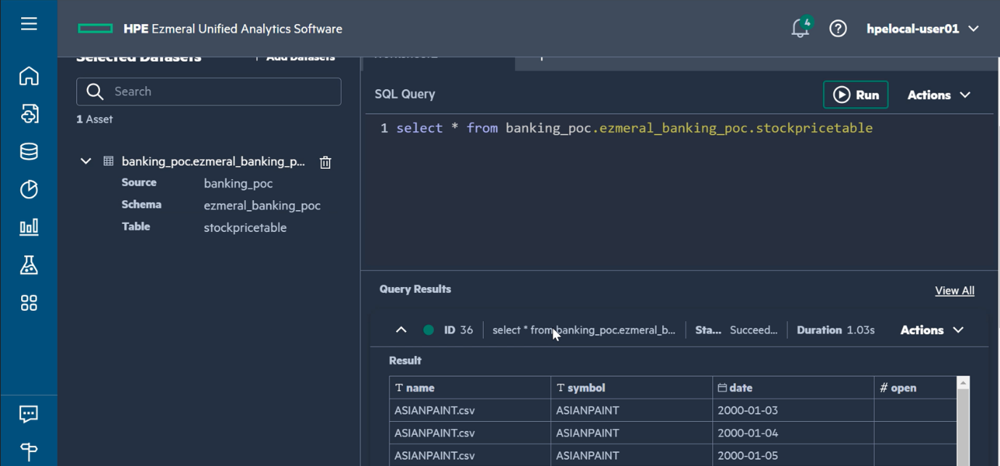 HPE Ezmeral Unified Analytics Software
4
hpelocal-user01
Selected Datasets
Add Datasets
Search
1 Asset
banking_poc.ezmeral_banking_p...
Source banking_poc
Schema ezmeral_banking_poc
Table stockpricetable
SQL Query
Run
Actions
1 select * from banking_poc.ezmeral_banking_poc.stockpricetable
Query Results
View All
ID 36 select * from banking_poc.ezmeral_b... Sta... Succeed... Duration 1.03s Actions
Result
name symbol date # open
ASIANPAINT.csv ASIANPAINT 2000-01-03
ASIANPAINT.csv ASIANPAINT 2000-01-04
ASIANPAINT.csv ASIANPAINT 2000-01-05